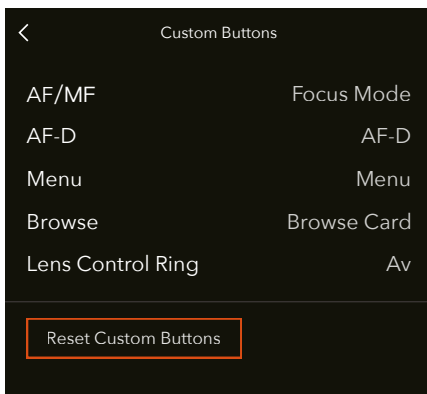 Custom Buttons
AF/MF Focus Mode
AF-D AF-D
Menu Menu
Browse Browse Card
Lens Control Ring Av
Reset Custom Buttons